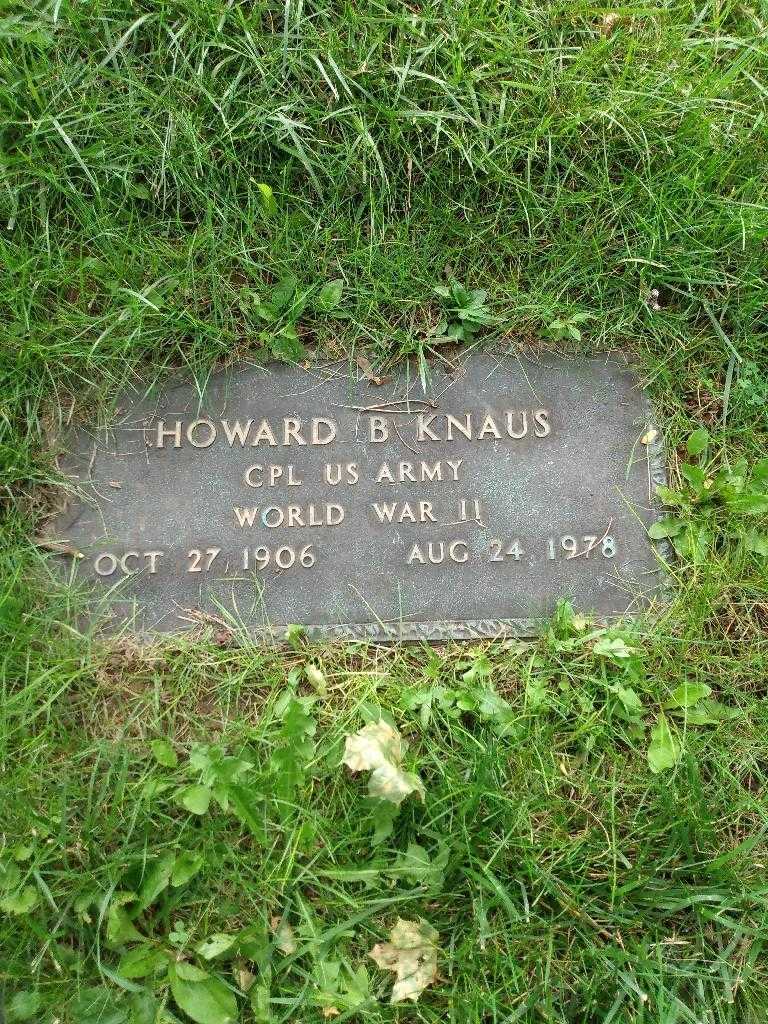 HOWARD B KNAUS
CPL US ARMY
WORLD WAR II
OCT 27 1906 AUG 24 1978